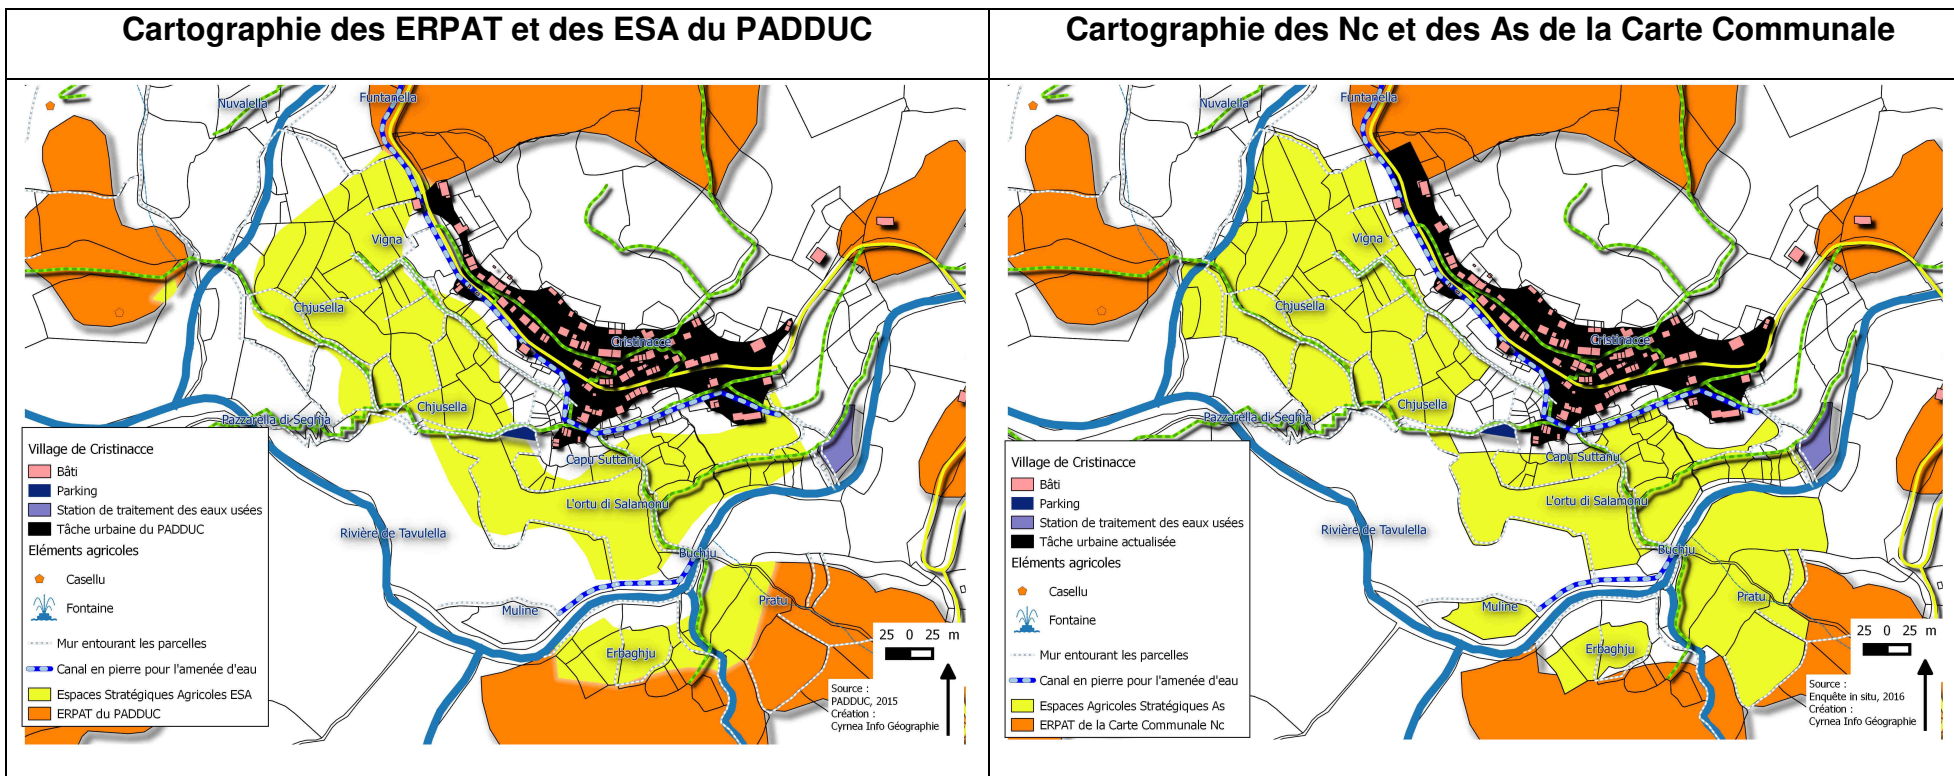 Cartographie des ERPAT et des ESA du PADDUC
Cartographie des Nc et des As de la Carte Communale
Nuvalella
Funtanella
Vigna
Chjusella
Cristinacce
Chjusella
Pazzarella di Seghja
Capu Suttanu
L'ortu di Salamonu
Rivière de Tavulella
Buchju
Muline
Pratu
Erbaghju
Village de Cristinacce
Bâti
Parking
Station de traitement des eaux usées
Tâche urbaine du PADDUC
Eléments agricoles
Casellu
Fontaine
Mur entourant les parcelles
Canal en pierre pour l'amenée d'eau
Espaces Stratégiques Agricoles ESA
ERPAT du PADDUC
25 0 25 m
Source :
PADDUC, 2015
Création :
Cyrnea Info Géographie
Nuvalella
Funtanella
Vigna
Chjusella
Cristinacce
Chjusella
Pazzarella di Seghja
Capu Suttanu
L'ortu di Salamonu
Rivière de Tavulella
Buchju
Muline
Pratu
Erbaghju
Village de Cristinacce
Bâti
Parking
Station de traitement des eaux usées
Tâche urbaine actualisée
Eléments agricoles
Casellu
Fontaine
Mur entourant les parcelles
Canal en pierre pour l'amenée d'eau
Espaces Agricoles Stratégiques As
ERPAT de la Carte Communale Nc
25 0 25 m
Source :
Enquête in situ, 2016
Création :
Cyrnea Info Géographie